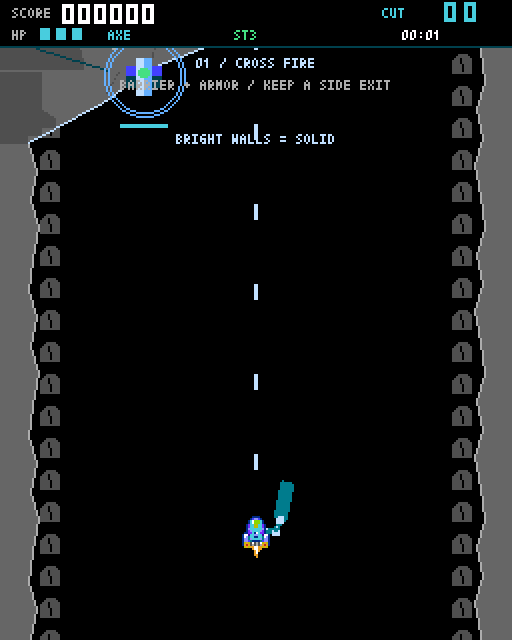 SCORE 000000 CUT 00
HP AXE ST3 00:01
01 / CROSS FIRE
BARRIER + ARMOR / KEEP A SIDE EXIT
BRIGHT WALLS = SOLID